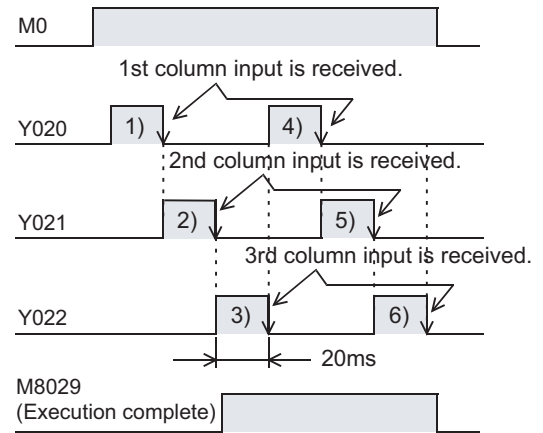 M0
1st column input is received.
Y020
1)
4)
2nd column input is received.
Y021
2)
5)
3rd column input is received.
Y022
3)
6)
20ms
M8029
(Execution complete)